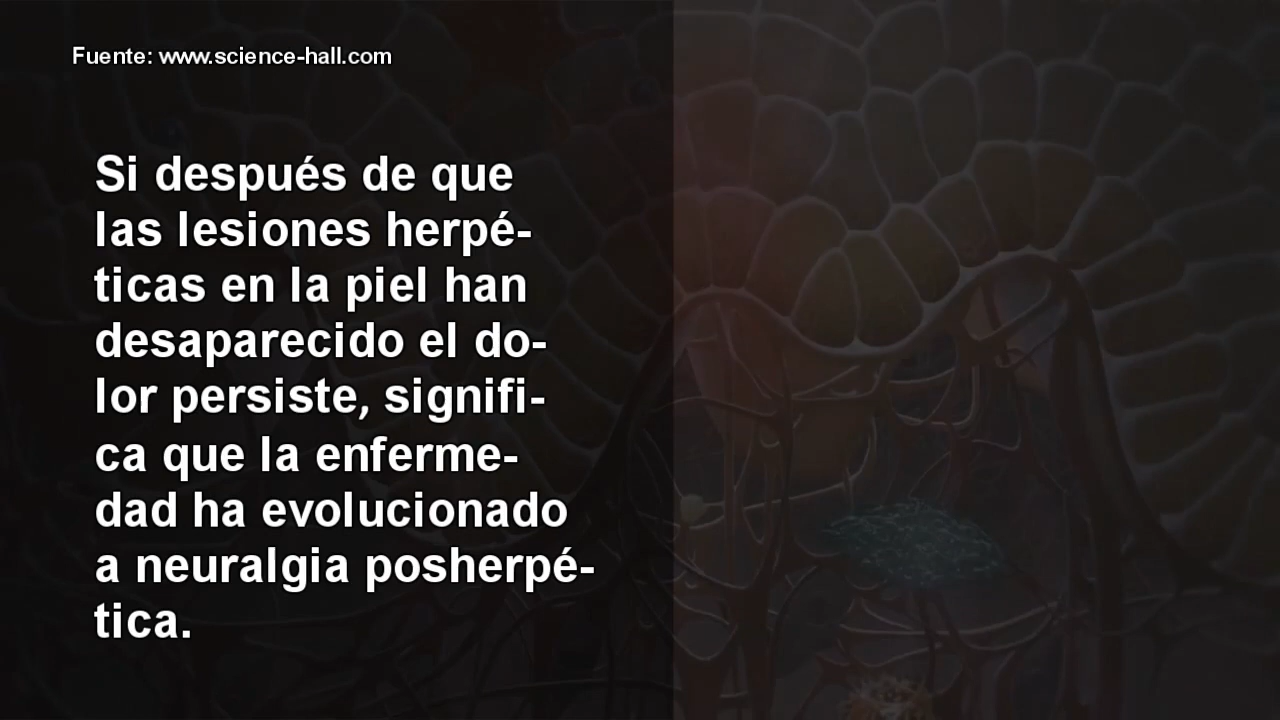 Fuente: www.science-hall.com
Si después de que
las lesiones herpé-
ticas en la piel han
desaparecido el do-
lor persiste, signifi-
ca que la enferme-
dad ha evolucionado
a neuralgia posherpé-
tica.